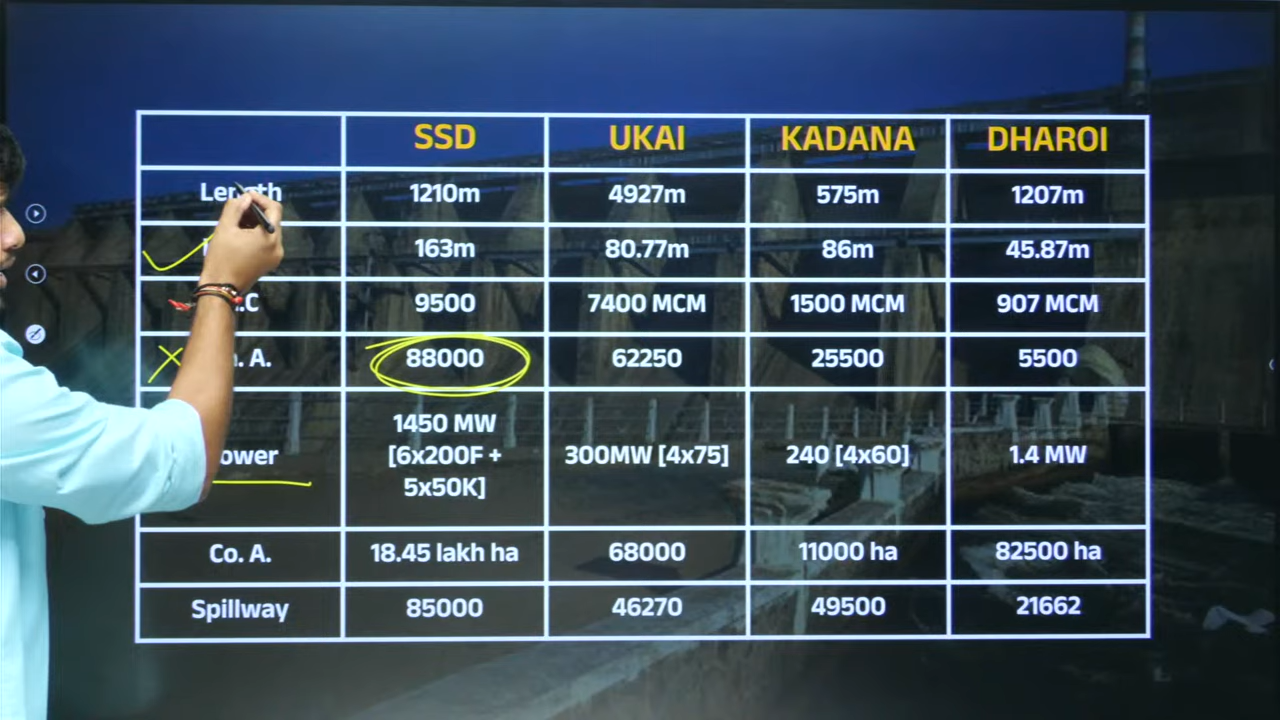 SSD UKAI KADANA DHAROI
Length 1210m 4927m 575m 1207m
163m 80.77m 86m 45.87m
9500 7400 MCM 1500 MCM 907 MCM
A. 88000 62250 25500 5500
1450 MW
[6x200F + 300MW [4x75] 240 [4x60] 1.4 MW
5x50K]
Co. A. 18.45 lakh ha 68000 11000 ha 82500 ha
Spillway 85000 46270 49500 21662